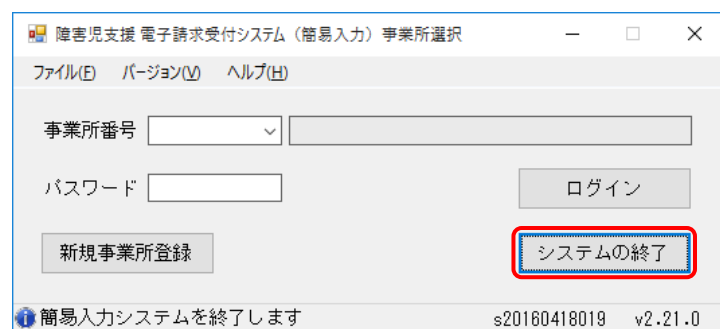 障害児支援 電子請求受付システム（簡易入力）事業所選択
ファイル(F) バージョン(V) ヘルプ(H)
事業所番号
パスワード
ログイン
新規事業所登録
システムの終了
簡易入力システムを終了します s20160418019 v2.21.0